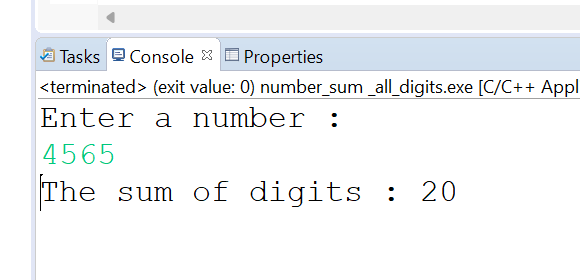 Tasks Console Properties
<terminated> (exit value: 0) number_sum _all_digits.exe [C/C++ Appl
Enter a number :
4565
The sum of digits : 20